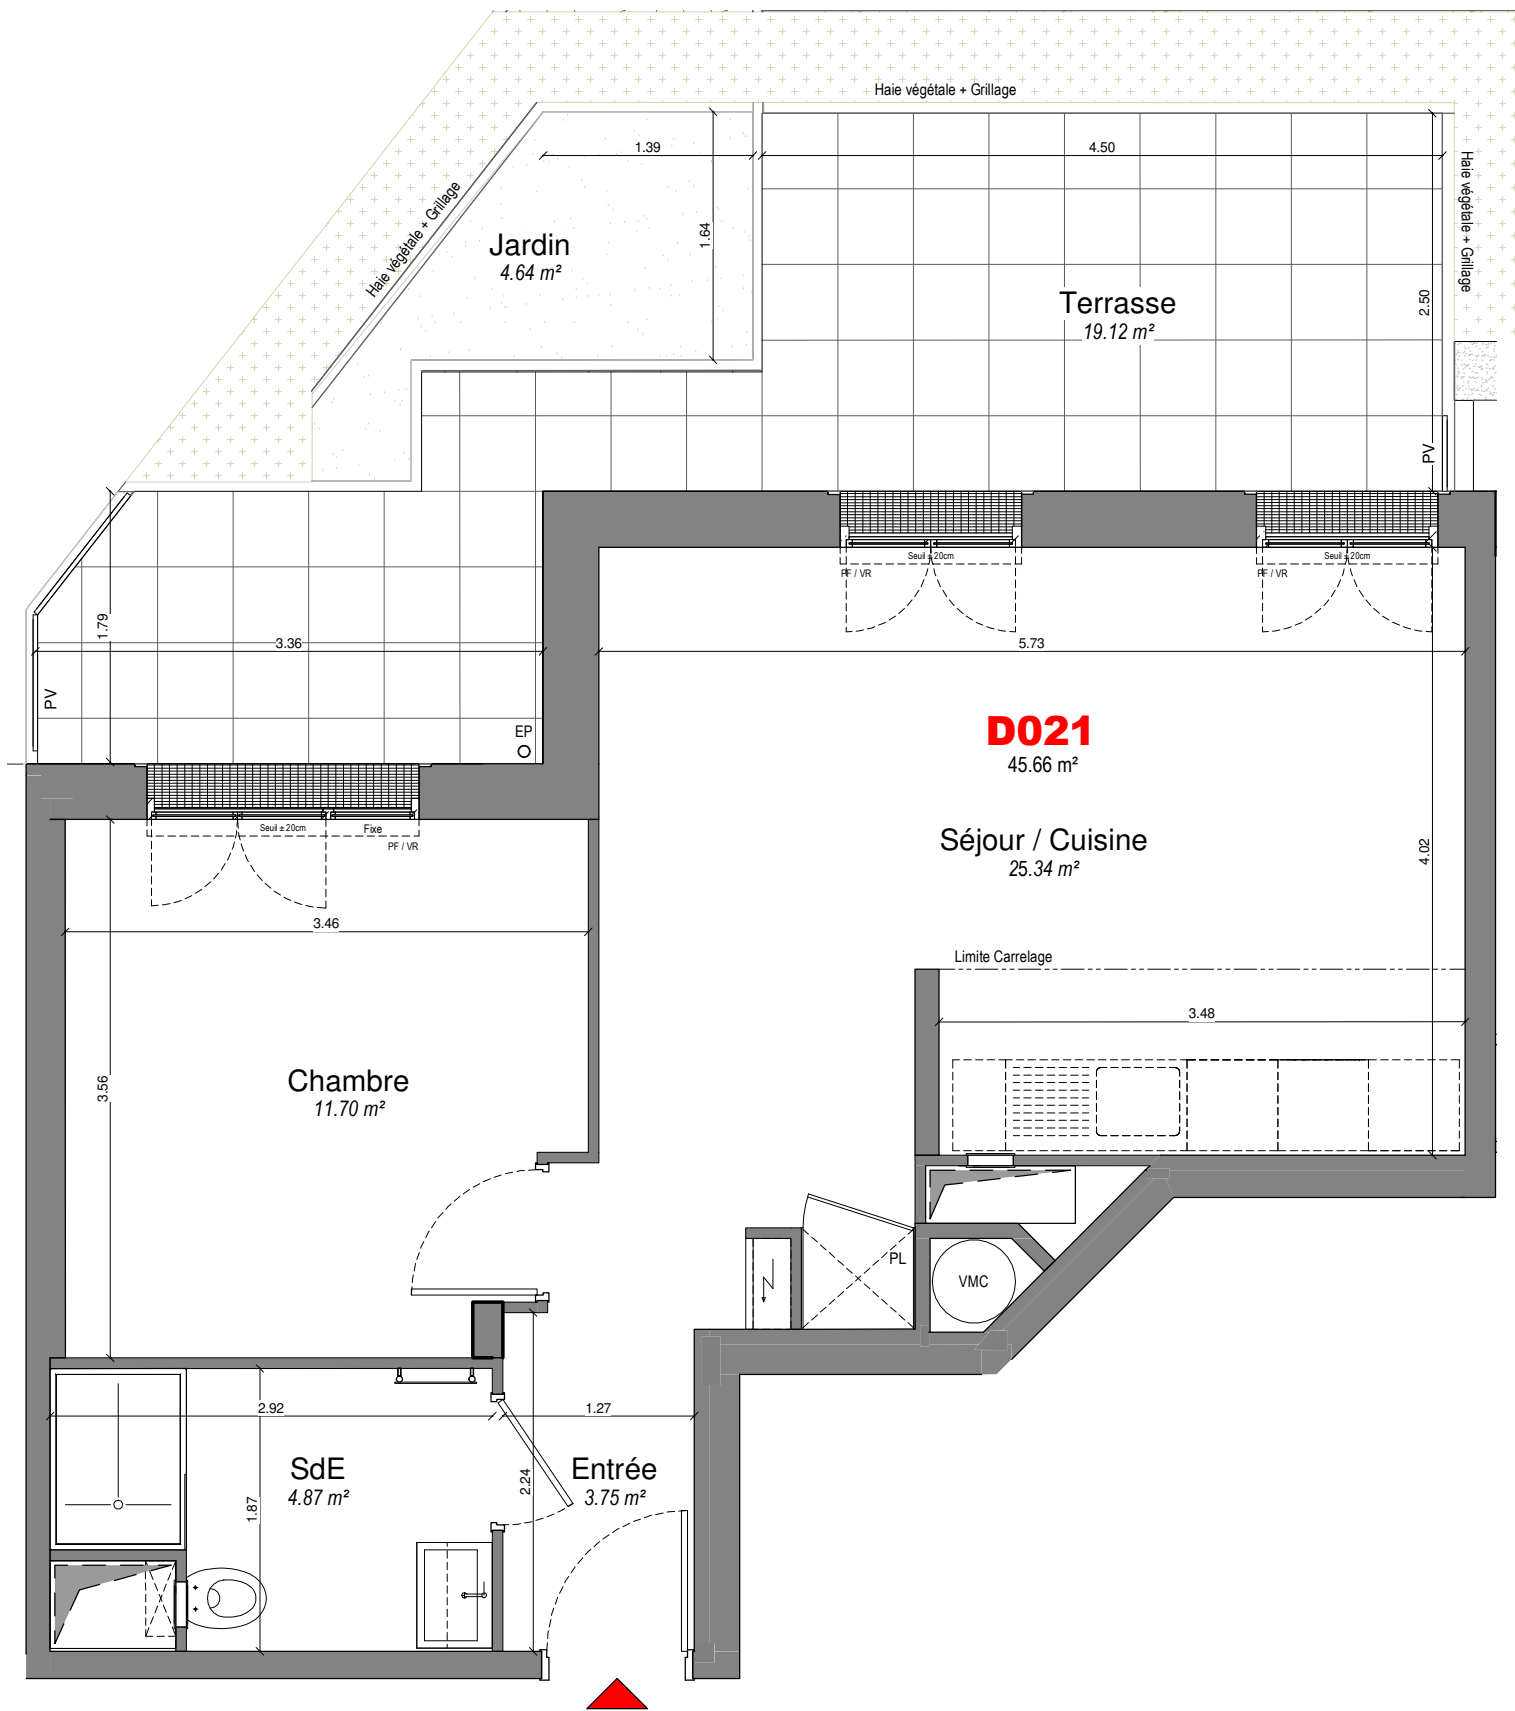 Haie végétale + Grillage
1.39
4.50
Haie végétale + Grillage
Haie végétale + Grillage
1.64
Jardin
4.64 m²
Terrasse
19.12 m²
2.50
PV
Seuil ± 20cm
PF / VR
Seuil ± 20cm
PF / VR
1.79
3.36
5.73
PV
EP
D021
45.66 m²
Seuil ± 20cm
Fixe
PF / VR
Séjour / Cuisine
25.34 m²
4.02
3.46
Limite Carrelage
3.48
3.56
Chambre
11.70 m²
PL
VMC
2.92
1.27
SdE
4.87 m²
Entrée
3.75 m²
2.24
1.87